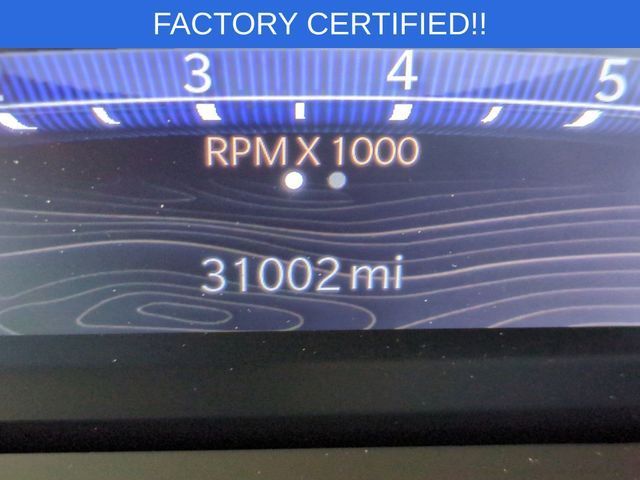 FACTORY CERTIFIED!!
3 4 5
RPM X 1000
31002 mi